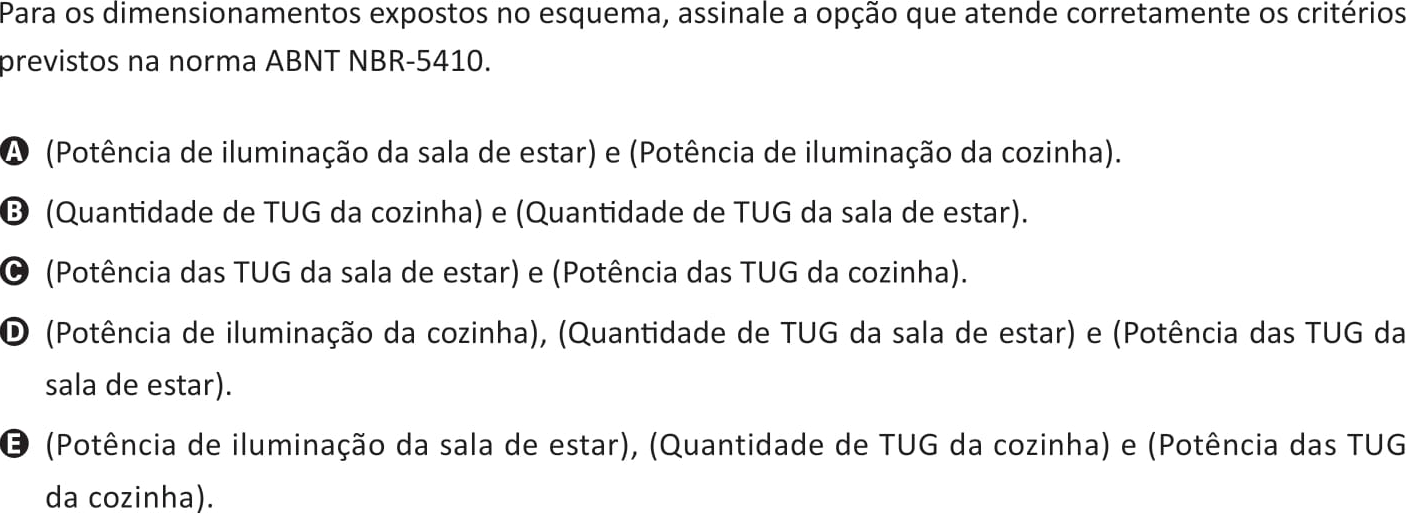 Para os dimensionamentos expostos no esquema, assinale a opção que atende corretamente os critérios
previstos na norma ABNT NBR-5410.
A (Potência de iluminação da sala de estar) e (Potência de iluminação da cozinha).
B (Quantidade de TUG da cozinha) e (Quantidade de TUG da sala de estar).
C (Potência das TUG da sala de estar) e (Potência das TUG da cozinha).
D (Potência de iluminação da cozinha), (Quantidade de TUG da sala de estar) e (Potência das TUG da
sala de estar).
E (Potência de iluminação da sala de estar), (Quantidade de TUG da cozinha) e (Potência das TUG
da cozinha).